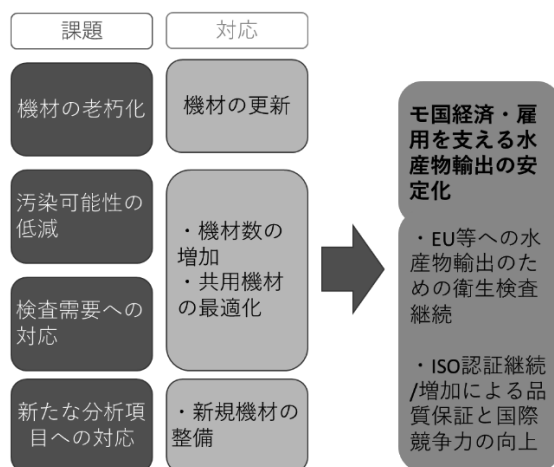 課題
対応
機材の老朽化
機材の更新
汚染可能性の
低減
検査需要への
対応
・機材数の
増加
・共用機材
の最適化
新たな分析項
目への対応
・新規機材の
整備
モ国経済・雇
用を支える水
産物輸出の安
定化
・EU等への水
産物輸出のた
めの衛生検査
継続
・ISO認証継続
/増加による品
質保証と国際
競争力の向上